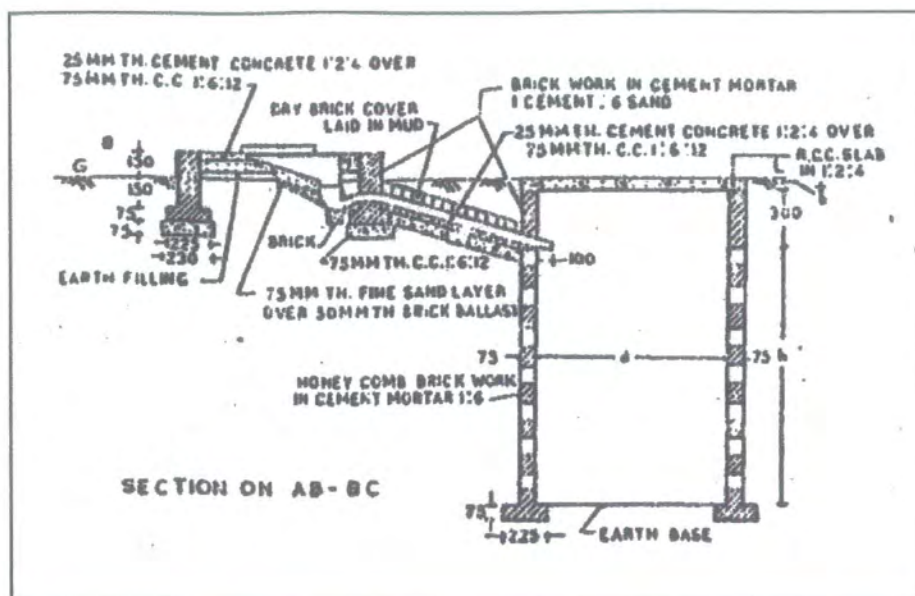 25 MM TH. CEMENT CONCRETE 1:2:4 OVER
75 MM TH. C.C 1:6:12
DRY BRICK COVER
LAID IN MUD
BRICK WORK IN CEMENT MORTAR
1 CEMENT : 6 SAND
25 MM TH. CEMENT CONCRETE 1:2:4 OVER
75 MM TH. C.C. 1:6:12
R.C.C. SLAB
IN 1:2:4
G
150
150
75
75
225
230
300
L
t
BRICK
75 MM TH. C.C. 1:6:12
100
EARTH FILLING
75 MM TH. FINE SAND LAYER
OVER 50 MM TH BRICK BALLAST
75
d
75
h
HONEY COMB BRICK WORK
IN CEMENT MORTAR 1:6
SECTION ON AB - BC
75
225
EARTH BASE